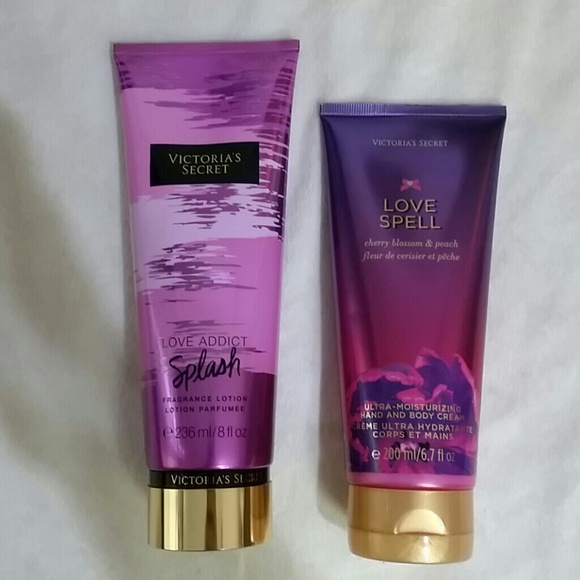 VICTORIA'S
SECRET
LOVE ADDICT
Splash
FRAGRANCE LOTION
LOTION PARFUMÉE
e 236 ml/8 fl oz
VICTORIA'S SEC
VICTORIA'S SECRET
LOVE
SPELL
cherry blossom & peach
fleur de cerisier et pêche
ULTRA-MOISTURIZING
HAND AND BODY CREAM
CRÈME ULTRA HYDRATANTE
CORPS ET MAINS
e 200 ml/6.7 fl oz